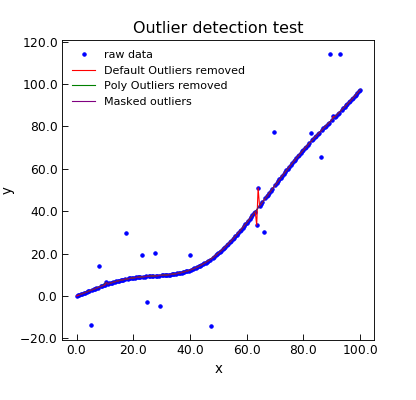 Outlier detection test
120.0
100.0
80.0
60.0
40.0
20.0
0.0
−20.0
y
raw data
Default Outliers removed
Poly Outliers removed
Masked outliers
0.0 20.0 40.0 60.0 80.0 100.0
x